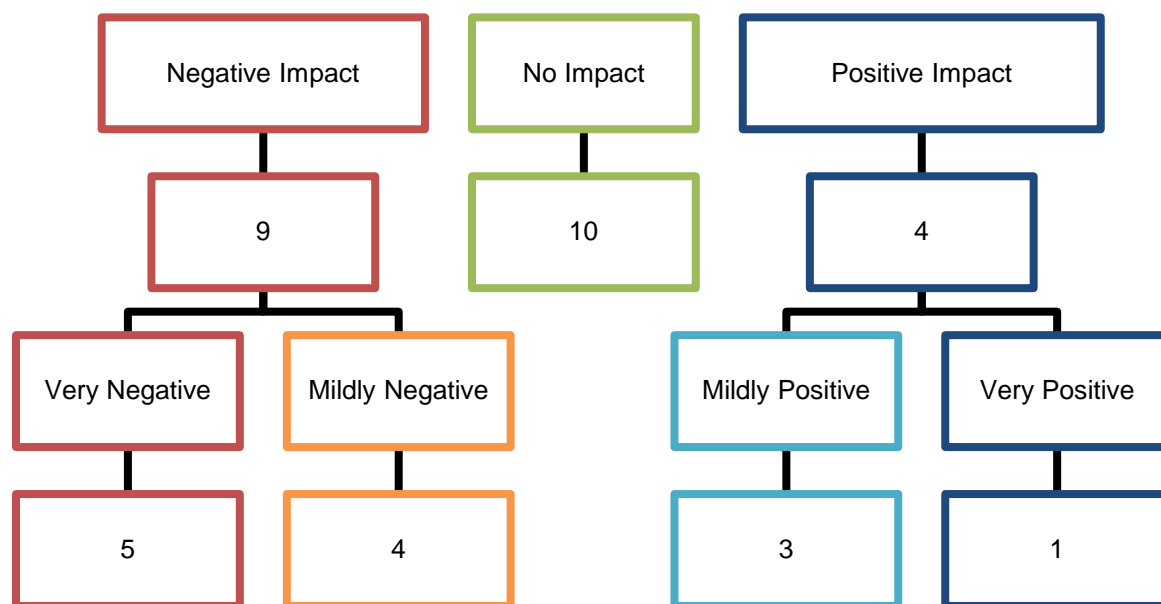 Negative Impact
No Impact
Positive Impact
9
10
4
Very Negative
Mildly Negative
Mildly Positive
Very Positive
5
4
3
1